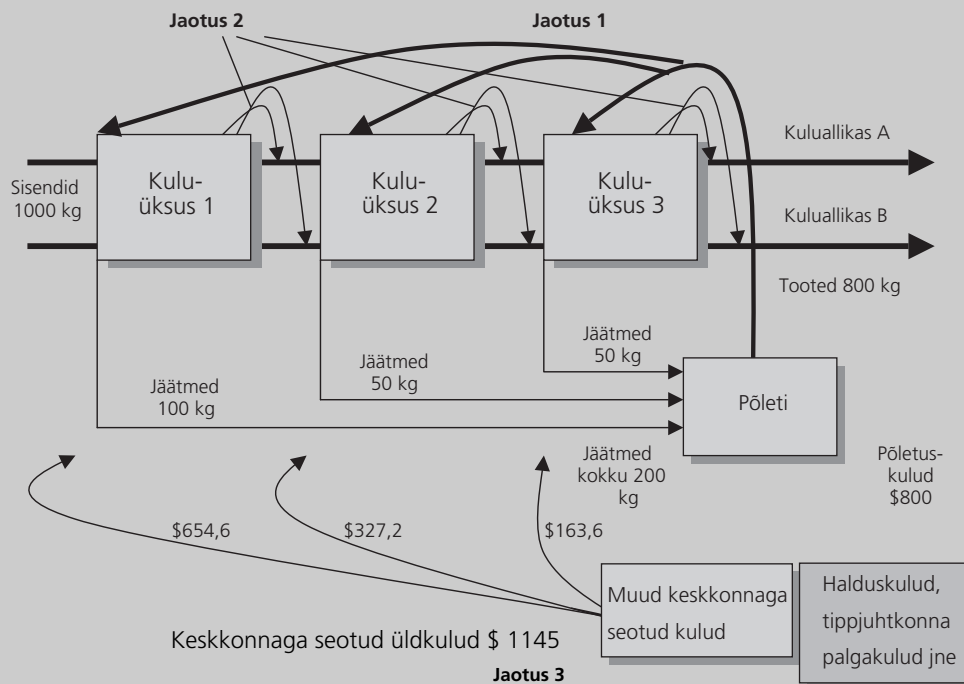 Jaotus 2
Jaotus 1
Kuluallikas A
Sisendid
1000 kg
Kulu-
üksus 1
Kulu-
üksus 2
Kulu-
üksus 3
Kuluallikas B
Tooted 800 kg
Jäätmed
50 kg
Jäätmed
50 kg
Jäätmed
100 kg
Põleti
Jäätmed
kokku 200
kg
Põletus-
kulud
$800
$654,6
$327,2
$163,6
Muud keskkonnaga
seotud kulud
Halduskulud,
tippjuhtkonna
palgakulud jne
Keskkonnaga seotud üldkulud $ 1145
Jaotus 3